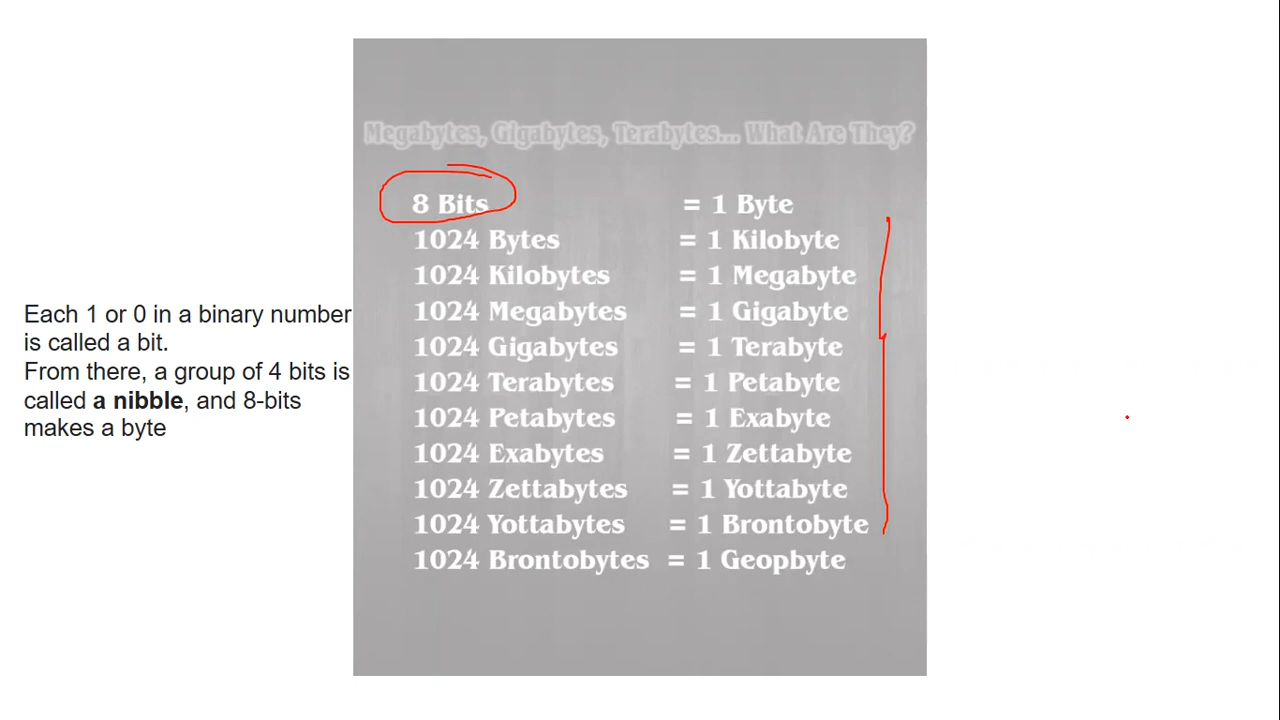 Megabytes, Gigabytes, Terabytes... What Are They?
8 Bits = 1 Byte
1024 Bytes = 1 Kilobyte
1024 Kilobytes = 1 Megabyte
1024 Megabytes = 1 Gigabyte
1024 Gigabytes = 1 Terabyte
1024 Terabytes = 1 Petabyte
1024 Petabytes = 1 Exabyte
1024 Exabytes = 1 Zettabyte
1024 Zettabytes = 1 Yottabyte
1024 Yottabytes = 1 Brontobyte
1024 Brontobytes = 1 Geopbyte
Each 1 or 0 in a binary number
is called a bit.
From there, a group of 4 bits is
called a nibble, and 8-bits
makes a byte